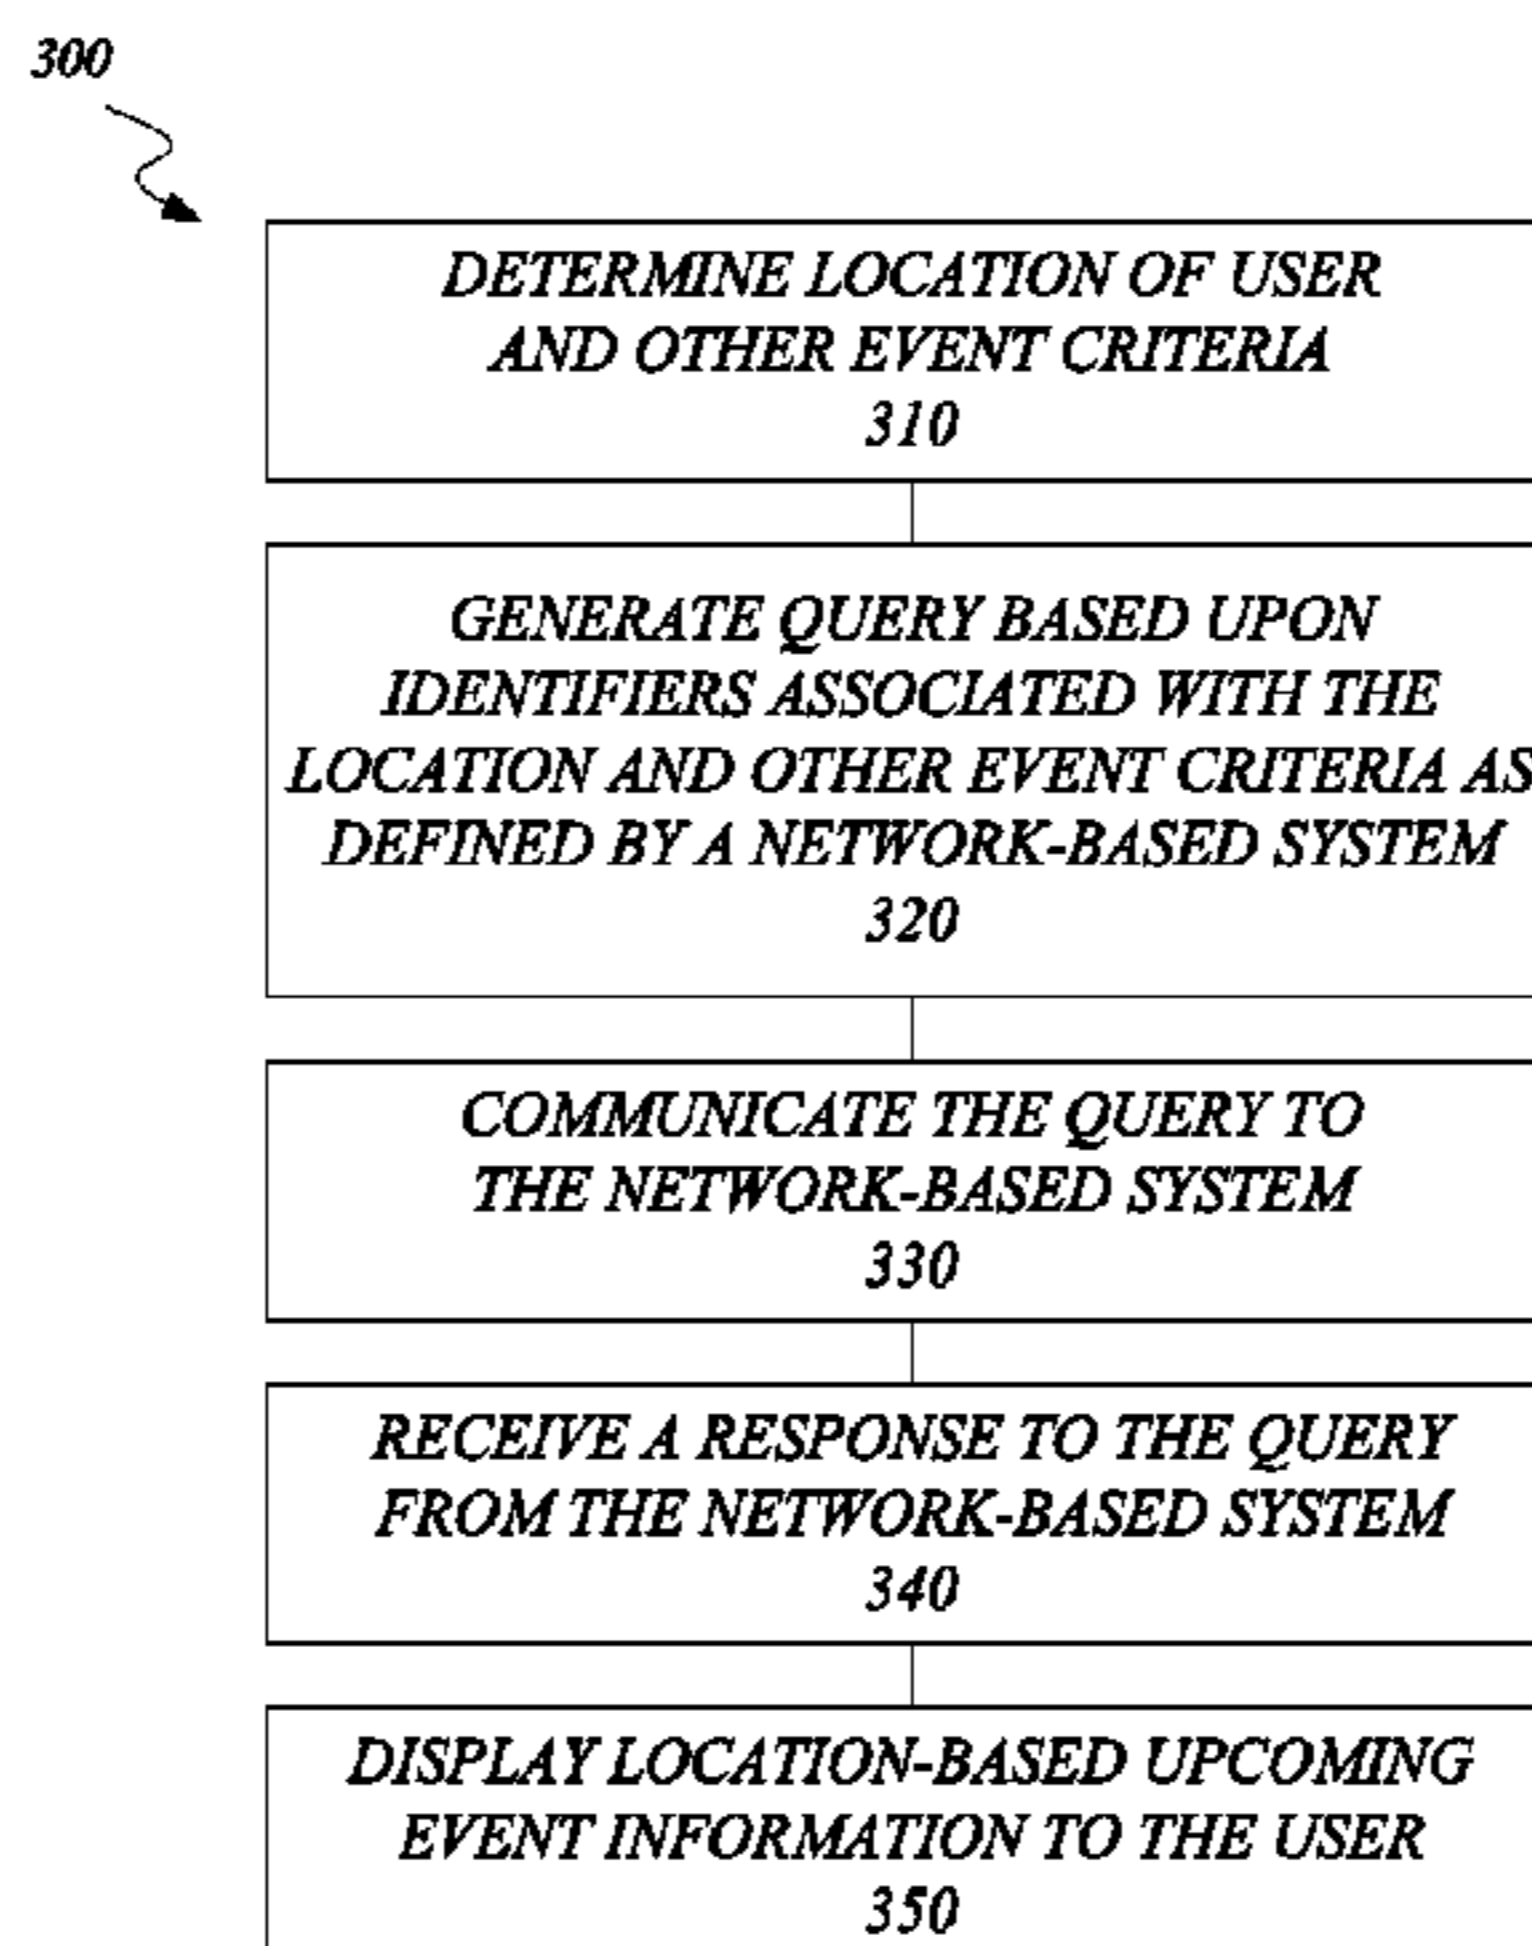 300
DETERMINE LOCATION OF USER
AND OTHER EVENT CRITERIA
310
GENERATE QUERY BASED UPON
IDENTIFIERS ASSOCIATED WITH THE
LOCATION AND OTHER EVENT CRITERIA AS
DEFINED BY A NETWORK-BASED SYSTEM
320
COMMUNICATE THE QUERY TO
THE NETWORK-BASED SYSTEM
330
RECEIVE A RESPONSE TO THE QUERY
FROM THE NETWORK-BASED SYSTEM
340
DISPLAY LOCATION-BASED UPCOMING
EVENT INFORMATION TO THE USER
350